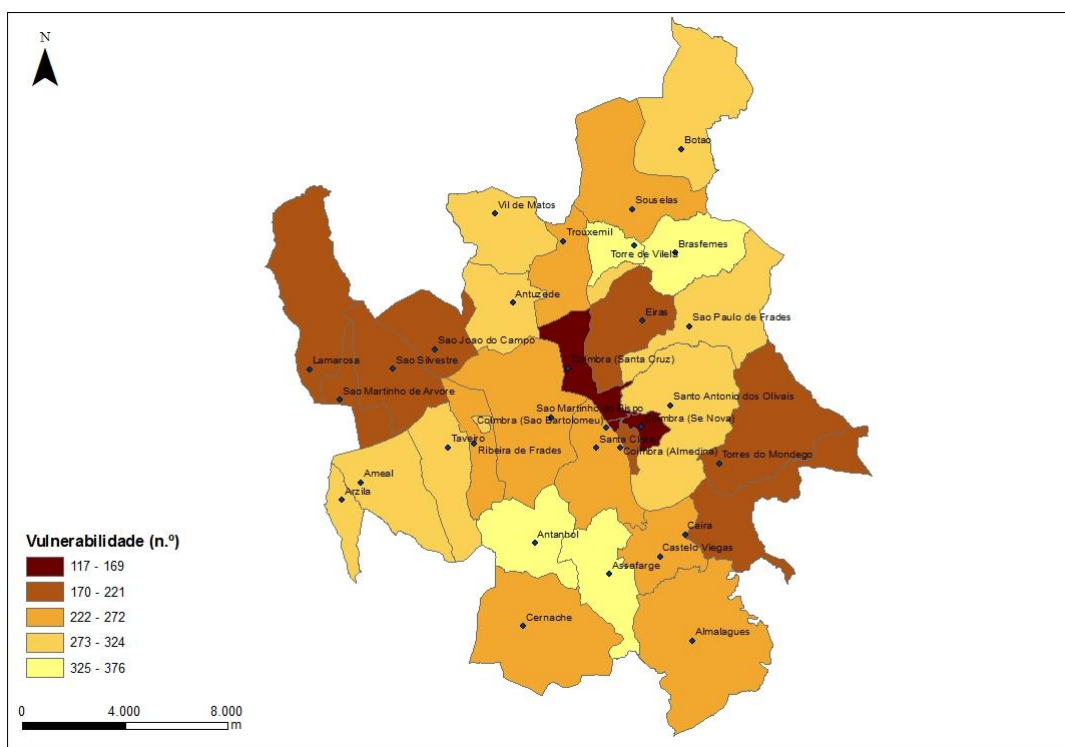 N
Botao
Souselas
Vil de Matos
Trouxemil
Torre de Vilela
Brasfemes
Antuzede
Eiras
Sao Paulo de Frades
Sao Joao do Campo
Lamarosa
Sao Silvestre
Coimbra (Santa Cruz)
Sao Martinho de Arvore
Santo Antonio dos Olivais
Sao Martinho do Bispo
Coimbra (Sao Bartolomeu)
Coimbra (Se Nova)
Taveiro
Ribeira de Frades
Santa Clara
Coimbra (Almedina)
Torres do Mondego
Ameal
Arzila
Ceira
Antanhol
Castelo Viegas
Assafarge
Cernache
Almalagues
Vulnerabilidade (n.º)
117 - 169
170 - 221
222 - 272
273 - 324
325 - 376
0 4.000 8.000
m